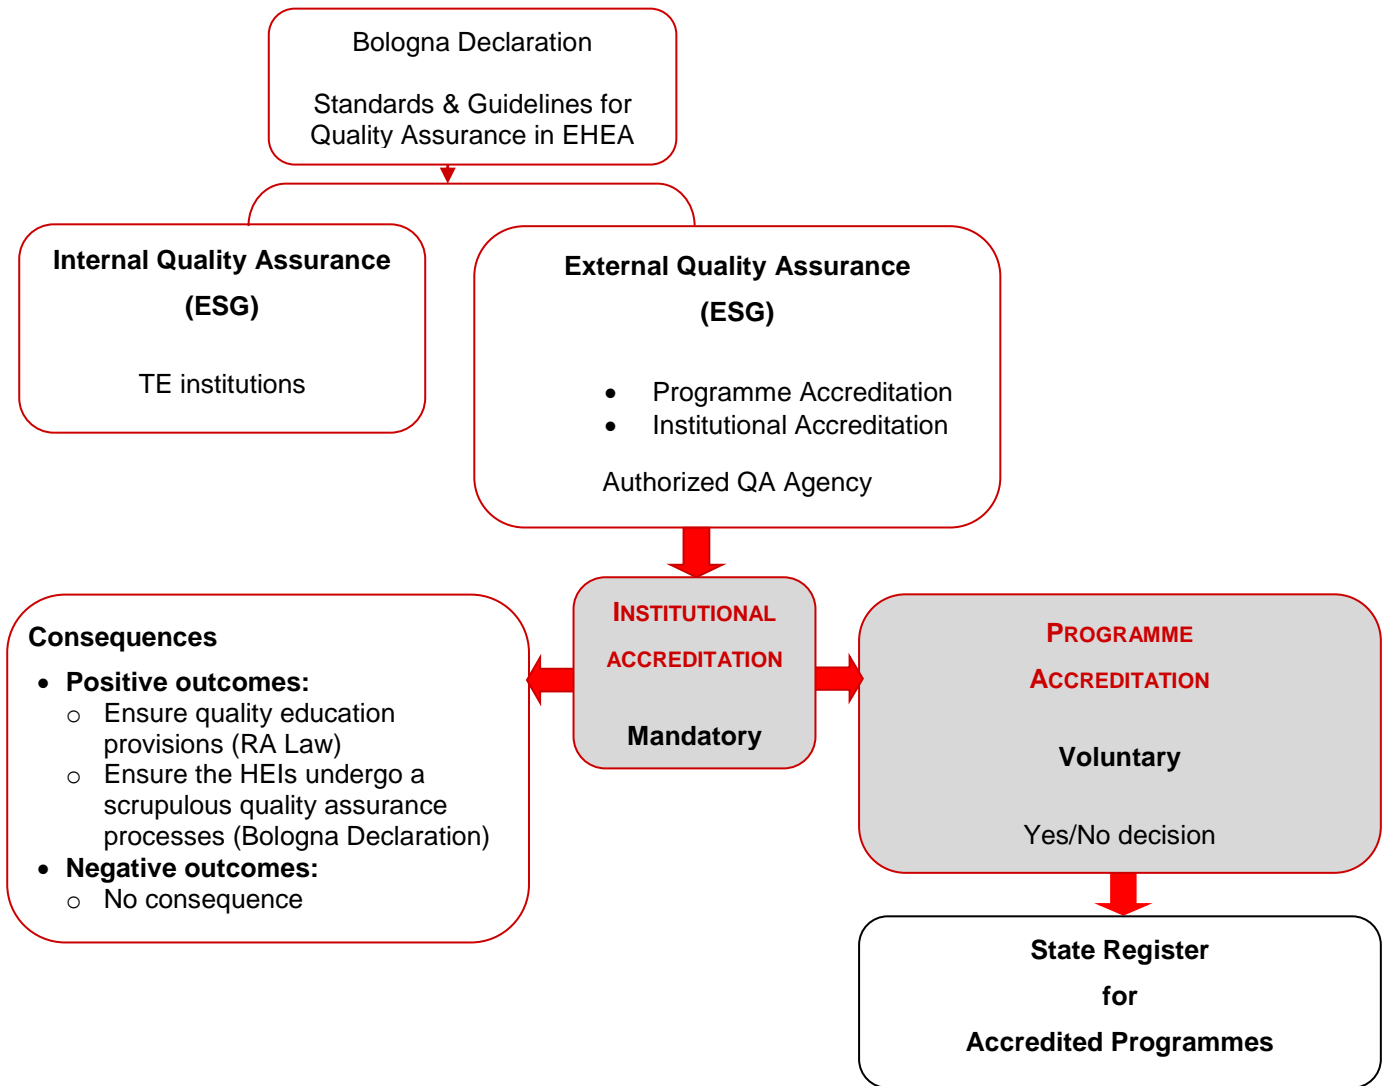 Bologna Declaration
Standards & Guidelines for
Quality Assurance in EHEA
Internal Quality Assurance
(ESG)
TE institutions
External Quality Assurance
(ESG)
• Programme Accreditation
• Institutional Accreditation
Authorized QA Agency
INSTITUTIONAL
ACCREDITATION
Mandatory
Consequences
• Positive outcomes:
o Ensure quality education
provisions (RA Law)
o Ensure the HEIs undergo a
scrupulous quality assurance
processes (Bologna Declaration)
• Negative outcomes:
o No consequence
PROGRAMME
ACCREDITATION
Voluntary
Yes/No decision
State Register
for
Accredited Programmes